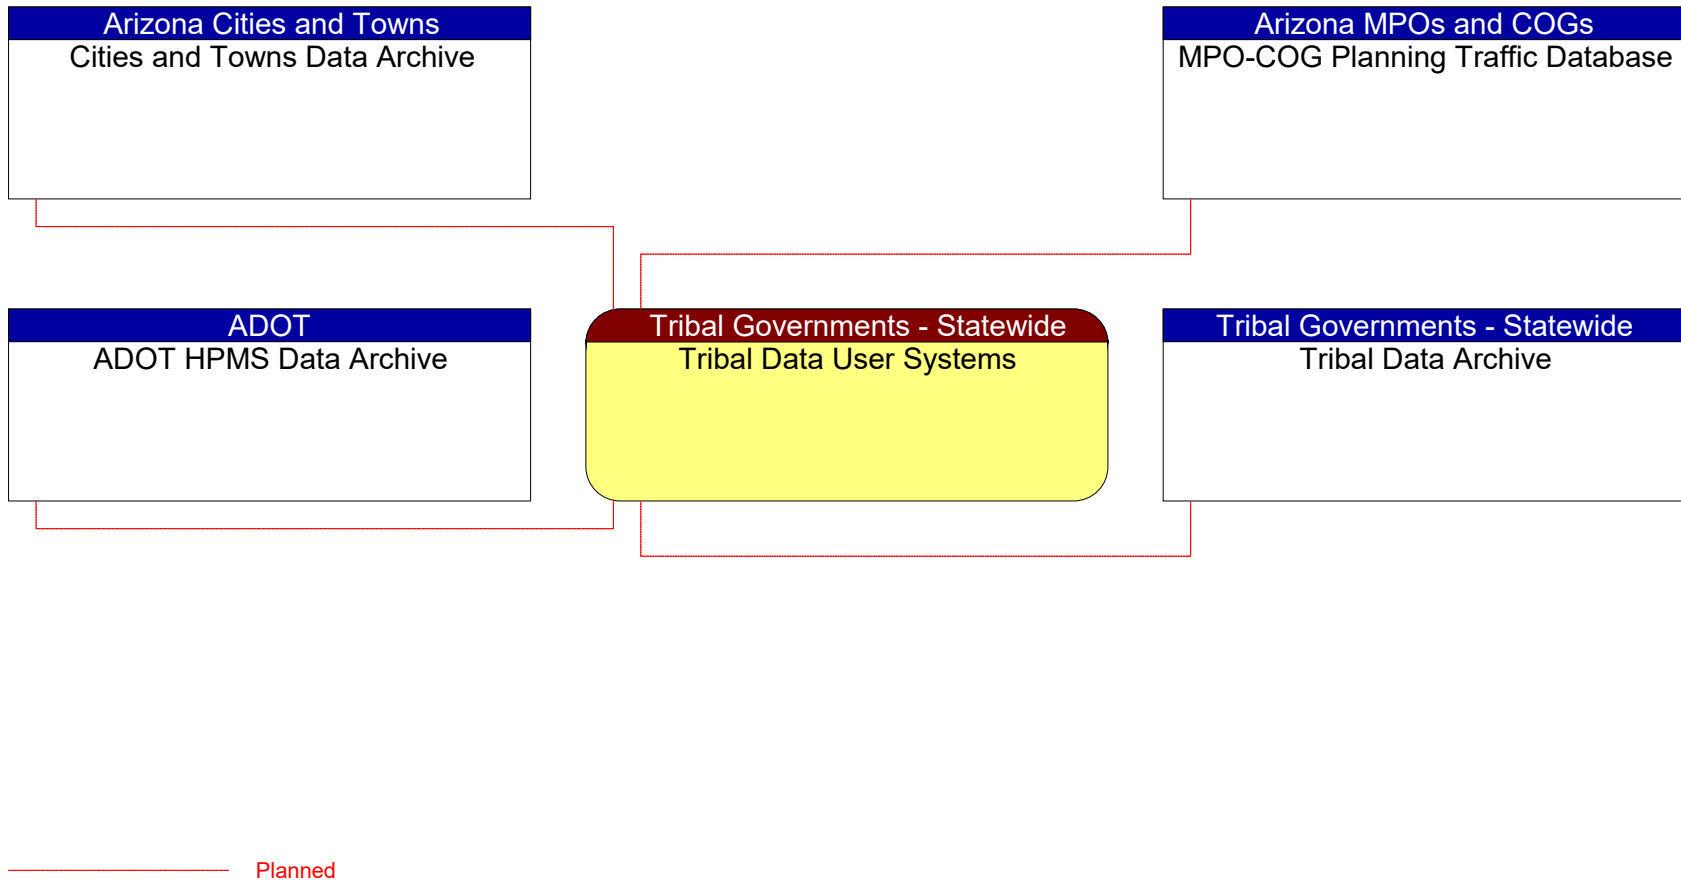 Arizona Cities and Towns
Cities and Towns Data Archive
Arizona MPOs and COGs
MPO-COG Planning Traffic Database
ADOT
ADOT HPMS Data Archive
Tribal Governments - Statewide
Tribal Data User Systems
Tribal Governments - Statewide
Tribal Data Archive
Planned